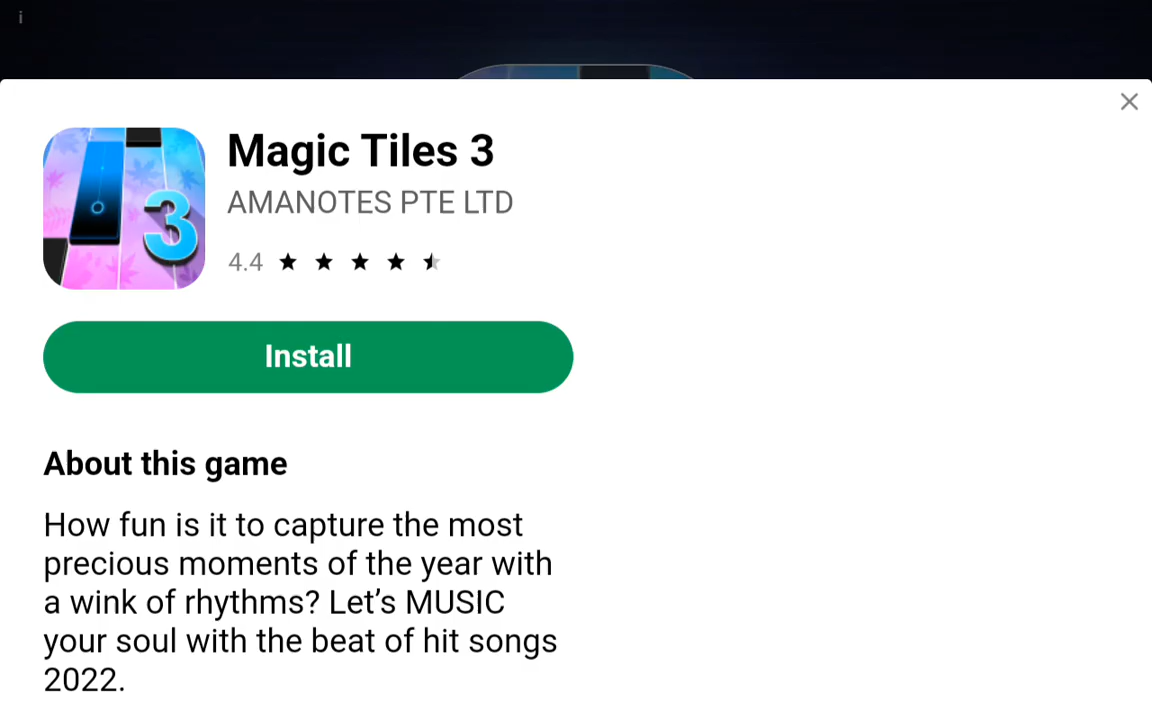 i
Magic Tiles 3
3
AMANOTES PTE LTD
4.4
Install
About this game
How fun is it to capture the most
precious moments of the year with
a wink of rhythms? Let’s MUSIC
your soul with the beat of hit songs
2022.